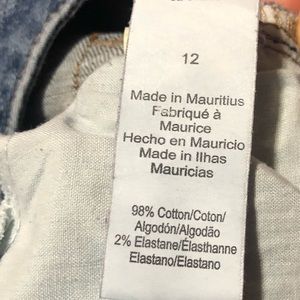 12
Made in Mauritius
Fabriqué à
Maurice
Hecho en Mauricio
Made in Ilhas
Mauricias
98% Cotton/Coton/
Algodón/Algodão
2% Elastane/Élasthanne
Elastano/Elastano